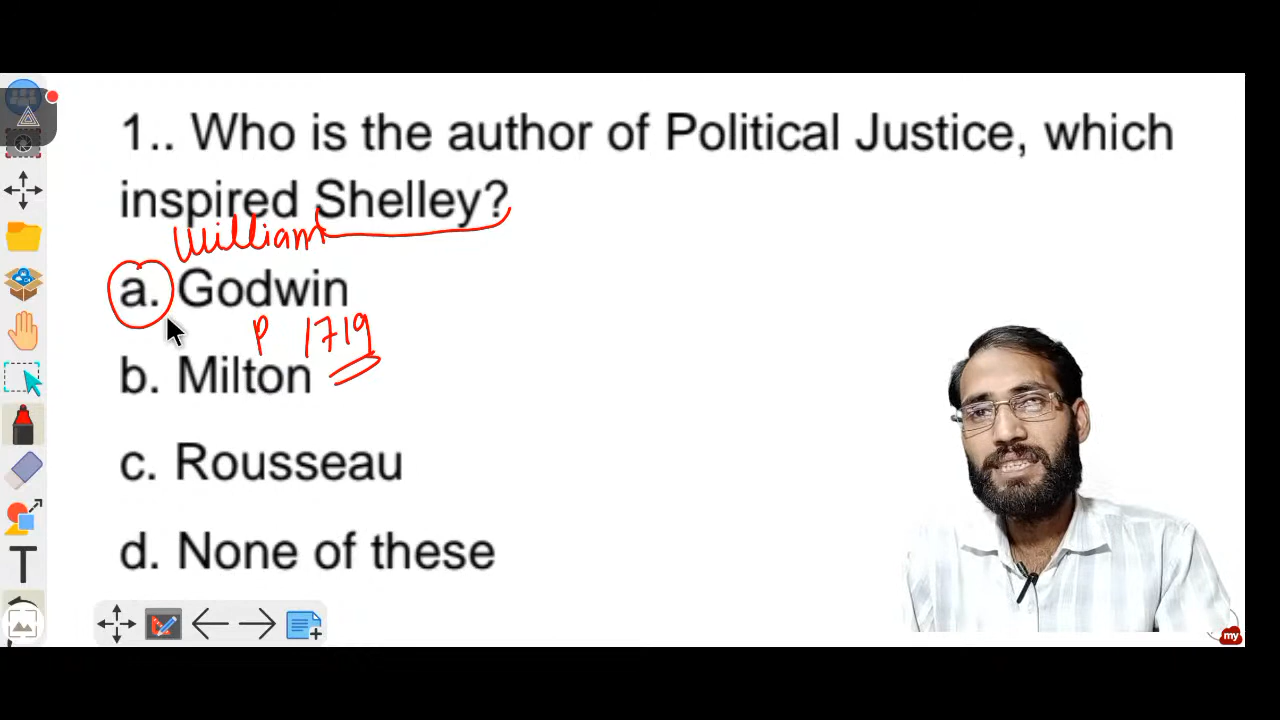 1.. Who is the author of Political Justice, which
inspired Shelley?
William
a. Godwin
P 1719
b. Milton
c. Rousseau
d. None of these
T
my